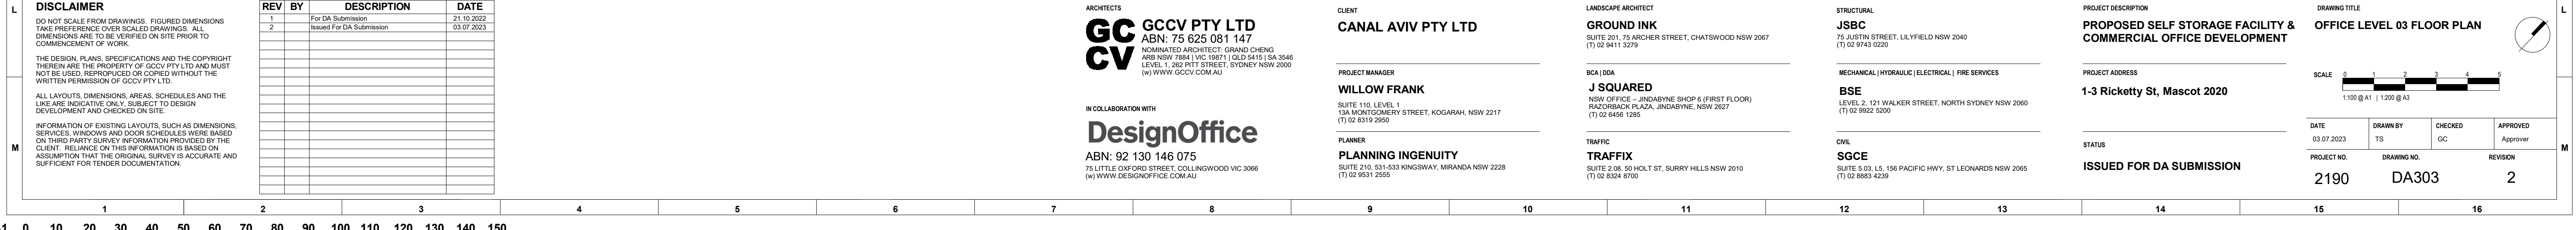 L
DISCLAIMER
DO NOT SCALE FROM DRAWINGS.  FIGURED DIMENSIONS
TAKE PREFERENCE OVER SCALED DRAWINGS.  ALL
DIMENSIONS ARE TO BE VERIFIED ON SITE PRIOR TO
COMMENCEMENT OF WORK.
THE DESIGN, PLANS, SPECIFICATIONS AND THE COPYRIGHT
THEREIN ARE THE PROPERTY OF GCCV PTY LTD AND MUST
NOT BE USED, REPROPUCED OR COPIED WITHOUT THE
WRITTEN PERMISSION OF GCCV PTY LTD.
ALL LAYOUTS, DIMENSIONS, AREAS, SCHEDULES AND THE
LIKE ARE INDICATIVE ONLY, SUBJECT TO DESIGN
DEVELOPMENT AND CHECKED ON SITE.
INFORMATION OF EXISTING LAYOUTS, SUCH AS DIMENSIONS,
SERVICES, WINDOWS AND DOOR SCHEDULES WERE BASED
ON THIRD PARTY SURVEY INFORMATION PROVIDED BY THE
CLIENT.  RELIANCE ON THIS INFORMATION IS BASED ON
ASSUMPTION THAT THE ORIGINAL SURVEY IS ACCURATE AND
SUFFICIENT FOR TENDER DOCUMENTATION.
M
REV BY DESCRIPTION DATE
1 For DA Submission 21.10.2022
2 Issued For DA Submission 03.07.2023
ARCHITECTS
GC
CV
GCCV PTY LTD
ABN: 75 625 081 147
NOMINATED ARCHITECT: GRAND CHENG
ARB NSW 7884 | VIC 19871 | QLD 5415 | SA 3546
LEVEL 1, 262 PITT STREET, SYDNEY NSW 2000
(w) WWW.GCCV.COM.AU
IN COLLABORATION WITH
DesignOffice
ABN: 92 130 146 075
75 LITTLE OXFORD STREET, COLLINGWOOD VIC 3066
(w) WWW.DESIGNOFFICE.COM.AU
CLIENT
CANAL AVIV PTY LTD
PROJECT MANAGER
WILLOW FRANK
SUITE 110, LEVEL 1
13A MONTGOMERY STREET, KOGARAH, NSW 2217
(T) 02 8319 2950
PLANNER
PLANNING INGENUITY
SUITE 210, 531-533 KINGSWAY, MIRANDA NSW 2228
(T) 02 9531 2555
LANDSCAPE ARCHITECT
GROUND INK
SUITE 201, 75 ARCHER STREET, CHATSWOOD NSW 2067
(T) 02 9411 3279
BCA | DDA
J SQUARED
NSW OFFICE – JINDABYNE SHOP 6 (FIRST FLOOR)
RAZORBACK PLAZA, JINDABYNE, NSW 2627
(T) 02 6456 1285
TRAFFIC
TRAFFIX
SUITE 2.08. 50 HOLT ST, SURRY HILLS NSW 2010
(T) 02 8324 8700
STRUCTURAL
JSBC
75 JUSTIN STREET, LILYFIELD NSW 2040
(T) 02 9743 0220
MECHANICAL | HYDRAULIC | ELECTRICAL | FIRE SERVICES
BSE
LEVEL 2, 121 WALKER STREET, NORTH SYDNEY NSW 2060
(T) 02 9922 5200
CIVIL
SGCE
SUITE 5.03, L5, 156 PACIFIC HWY, ST LEONARDS NSW 2065
(T) 02 8883 4239
PROJECT DESCRIPTION
PROPOSED SELF STORAGE FACILITY &
COMMERCIAL OFFICE DEVELOPMENT
PROJECT ADDRESS
1-3 Ricketty St, Mascot 2020
STATUS
ISSUED FOR DA SUBMISSION
DRAWING TITLE
OFFICE LEVEL 03 FLOOR PLAN
SCALE 0 1 2 3 4 5
1:100 @ A1 | 1:200 @ A3
DATE DRAWN BY CHECKED APPROVED
03.07.2023 TS GC Approver
PROJECT NO. DRAWING NO. REVISION
2190 DA303 2
L
M
1 2 3 4 5 6 7 8 9 10 11 12 13 14 15 16
0 10 20 30 40 50 60 70 80 90 100 110 120 130 140 150